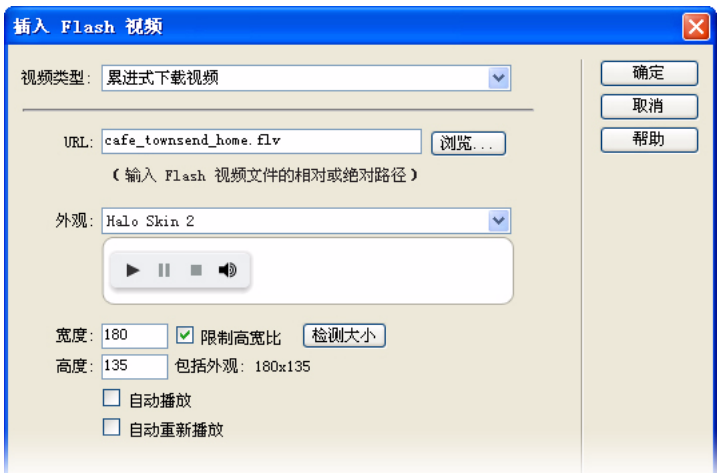 插入 Flash 视频
视频类型: 累进式下载视频
确定
取消
帮助
URL: cafe_townsend_home.flv 浏览...
(输入 Flash 视频文件的相对或绝对路径)
外观: Halo Skin 2
宽度: 180 限制高宽比 检测大小
高度: 135 包括外观: 180x135
自动播放
自动重新播放